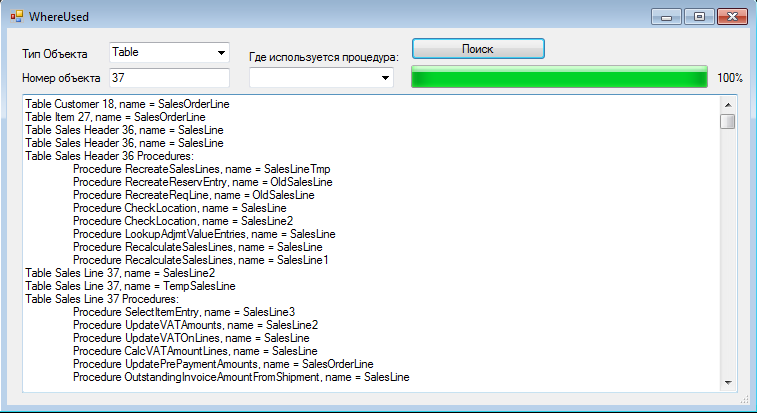 WhereUsed
Тип Объекта
Table
Где используется процедура:
Поиск
Номер объекта
37
100%
Table Customer 18, name = SalesOrderLine
Table Item 27, name = SalesOrderLine
Table Sales Header 36, name = SalesLine
Table Sales Header 36, name = SalesLine
Table Sales Header 36 Procedures:
Procedure RecreateSalesLines, name = SalesLineTmp
Procedure RecreateReservEntry, name = OldSalesLine
Procedure RecreateReqLine, name = OldSalesLine
Procedure CheckLocation, name = SalesLine
Procedure CheckLocation, name = SalesLine2
Procedure LookupAdjmtValueEntries, name = SalesLine
Procedure RecalculateSalesLines, name = SalesLine
Procedure RecalculateSalesLines, name = SalesLine1
Table Sales Line 37, name = SalesLine2
Table Sales Line 37, name = TempSalesLine
Table Sales Line 37 Procedures:
Procedure SelectItemEntry, name = SalesLine3
Procedure UpdateVATAmounts, name = SalesLine2
Procedure UpdateVATOnLines, name = SalesLine
Procedure CalcVATAmountLines, name = SalesLine
Procedure UpdatePrePaymentAmounts, name = SalesOrderLine
Procedure OutstandingInvoiceAmountFromShipment, name = SalesLine